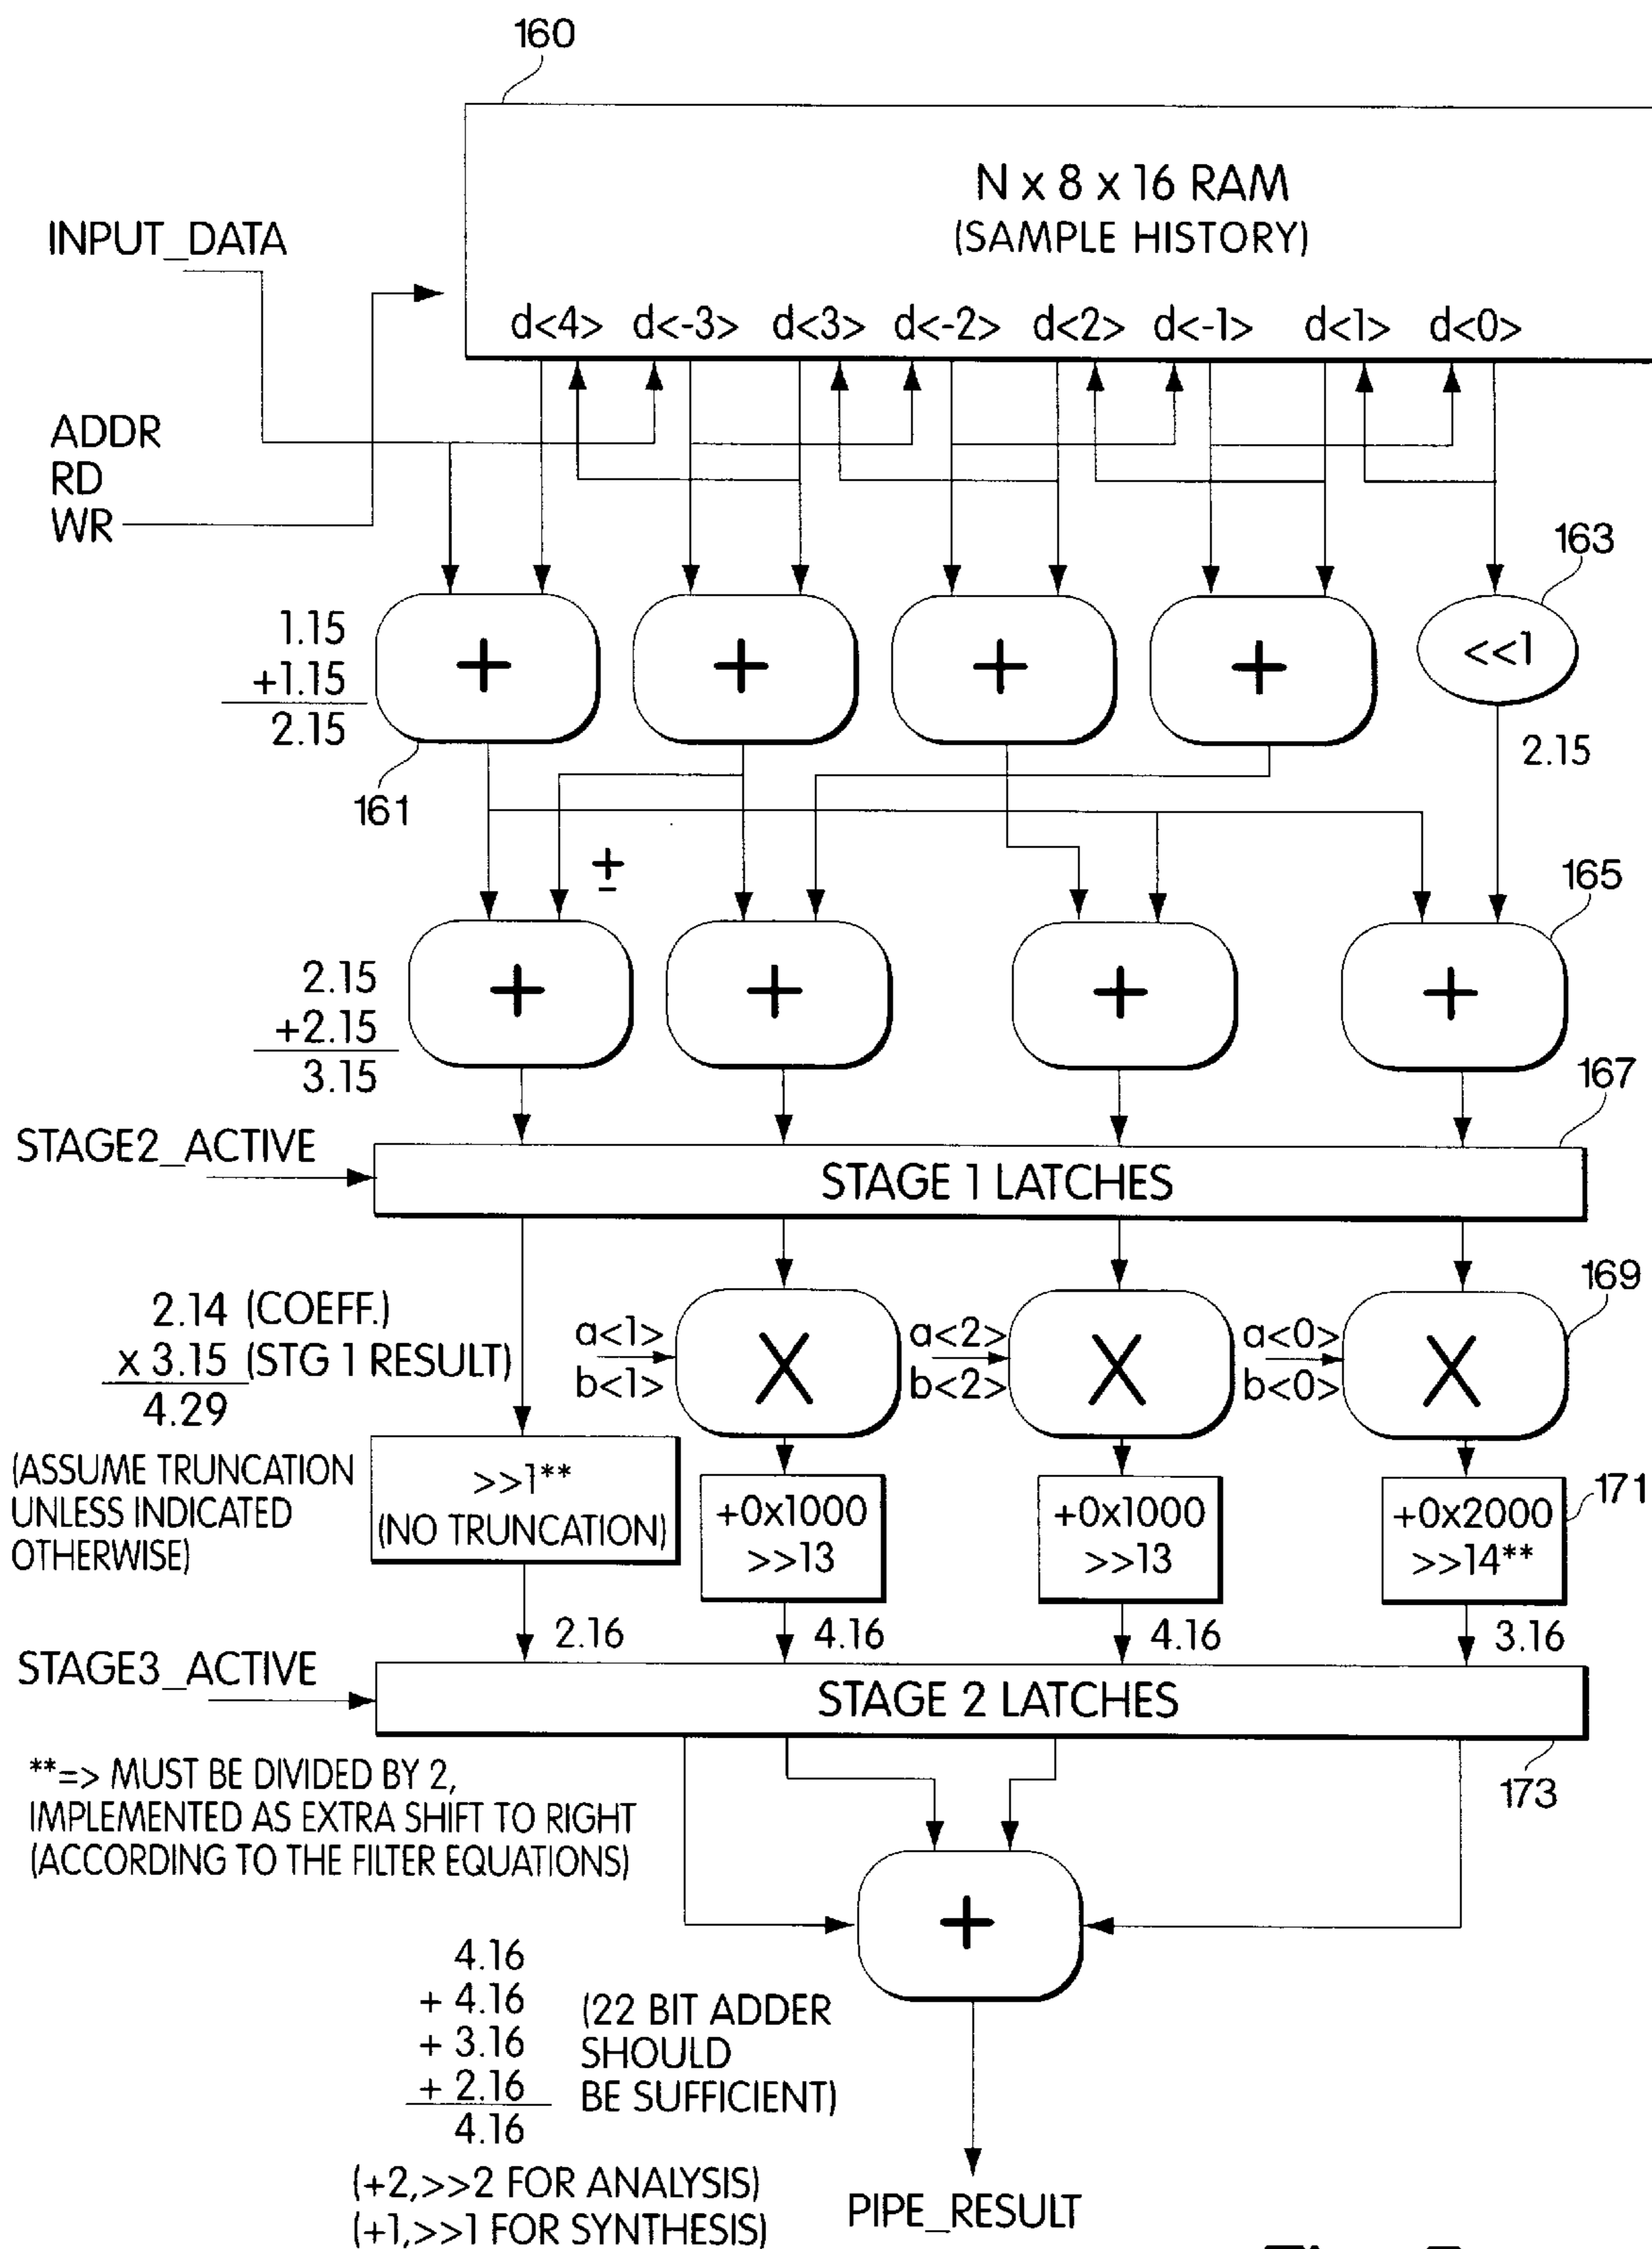 160
N x 8 x 16 RAM
(SAMPLE HISTORY)
INPUT_DATA
d<4> d<-3> d<3> d<-2> d<2> d<-1> d<1> d<0>
ADDR
RD
WR
163
1.15
+1.15
2.15
+
+
+
+
<<1
2.15
161
±
165
2.15
+2.15
3.15
+
+
+
+
167
STAGE2_ACTIVE
STAGE 1 LATCHES
169
2.14 (COEFF.)
x 3.15 (STG 1 RESULT)
4.29
a<1>
b<1>
X
a<2>
b<2>
X
a<0>
b<0>
X
(ASSUME TRUNCATION
UNLESS INDICATED
OTHERWISE)
>>1**
(NO TRUNCATION)
+0x1000
>>13
+0x1000
>>13
+0x2000
>>14**
171
2.16
4.16
4.16
3.16
STAGE3_ACTIVE
STAGE 2 LATCHES
173
**=> MUST BE DIVIDED BY 2,
IMPLEMENTED AS EXTRA SHIFT TO RIGHT
(ACCORDING TO THE FILTER EQUATIONS)
+
4.16
+ 4.16
+ 3.16
+ 2.16
4.16
(22 BIT ADDER
SHOULD
BE SUFFICIENT)
(+2,>>2 FOR ANALYSIS)
(+1,>>1 FOR SYNTHESIS)
PIPE_RESULT